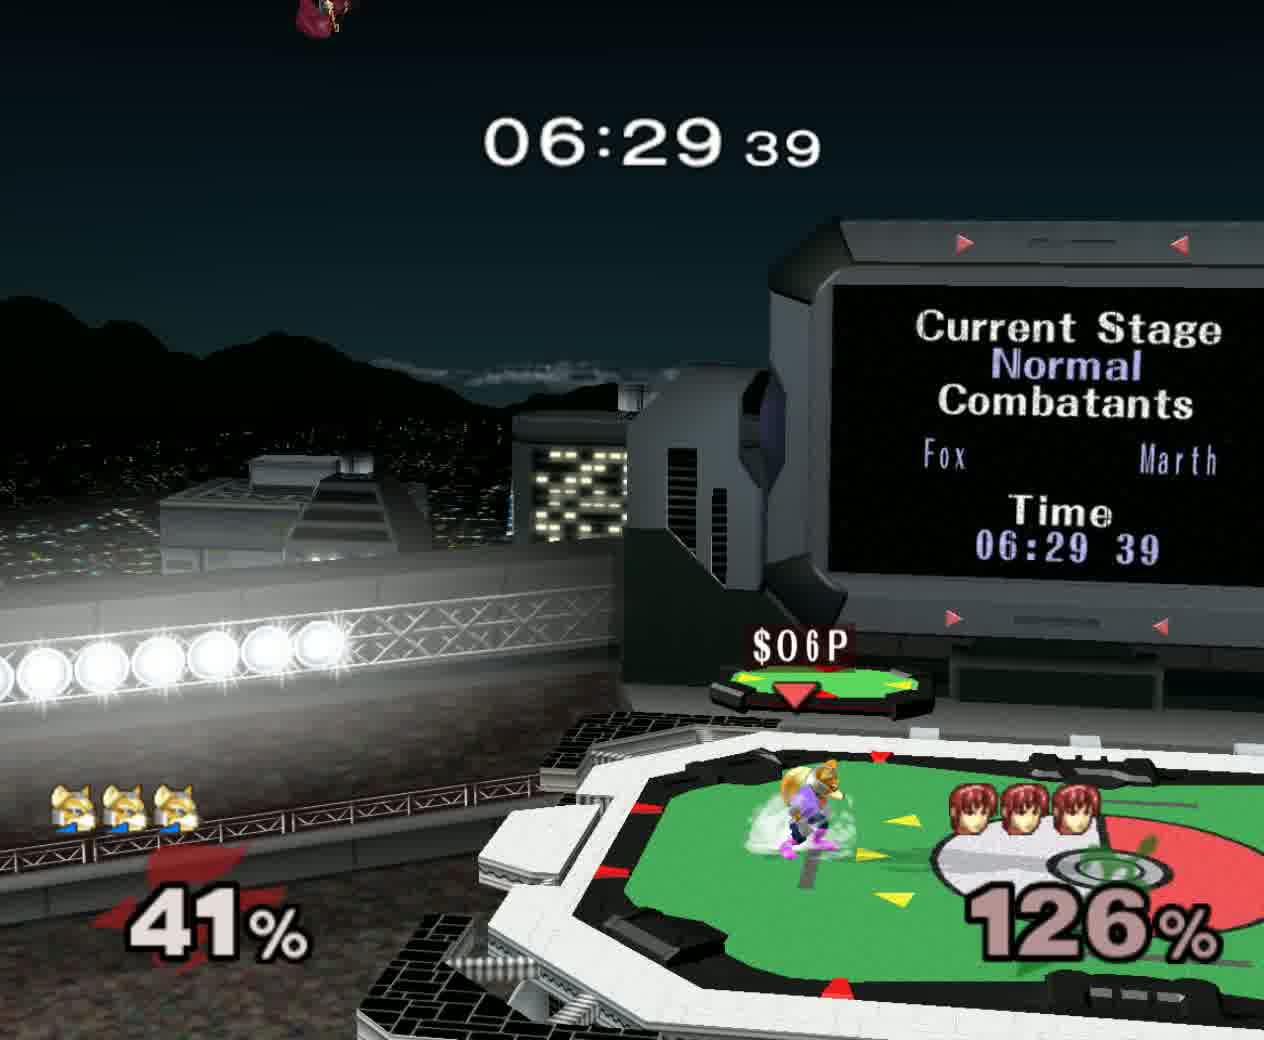 06:29 39
Current Stage
Normal
Combatants
Fox Marth
Time
06:29 39
$06P
41%
126%